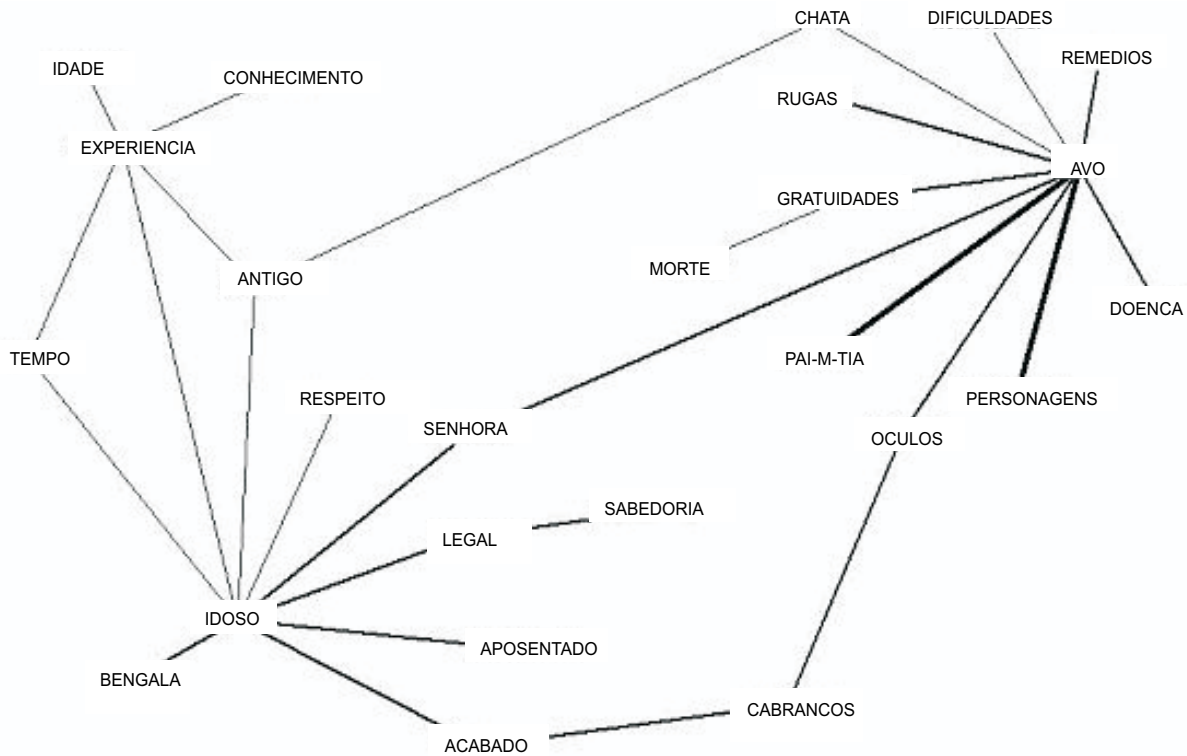 CHATA
DIFICULDADES
REMEDIOS
IDADE
CONHECIMENTO
RUGAS
EXPERIENCIA
AVO
GRATUIDADES
MORTE
ANTIGO
DOENCA
TEMPO
PAI-M-TIA
RESPEITO
PERSONAGENS
SENHORA
OCULOS
SABEDORIA
LEGAL
IDOSO
APOSENTADO
BENGALA
CABRANCOS
ACABADO